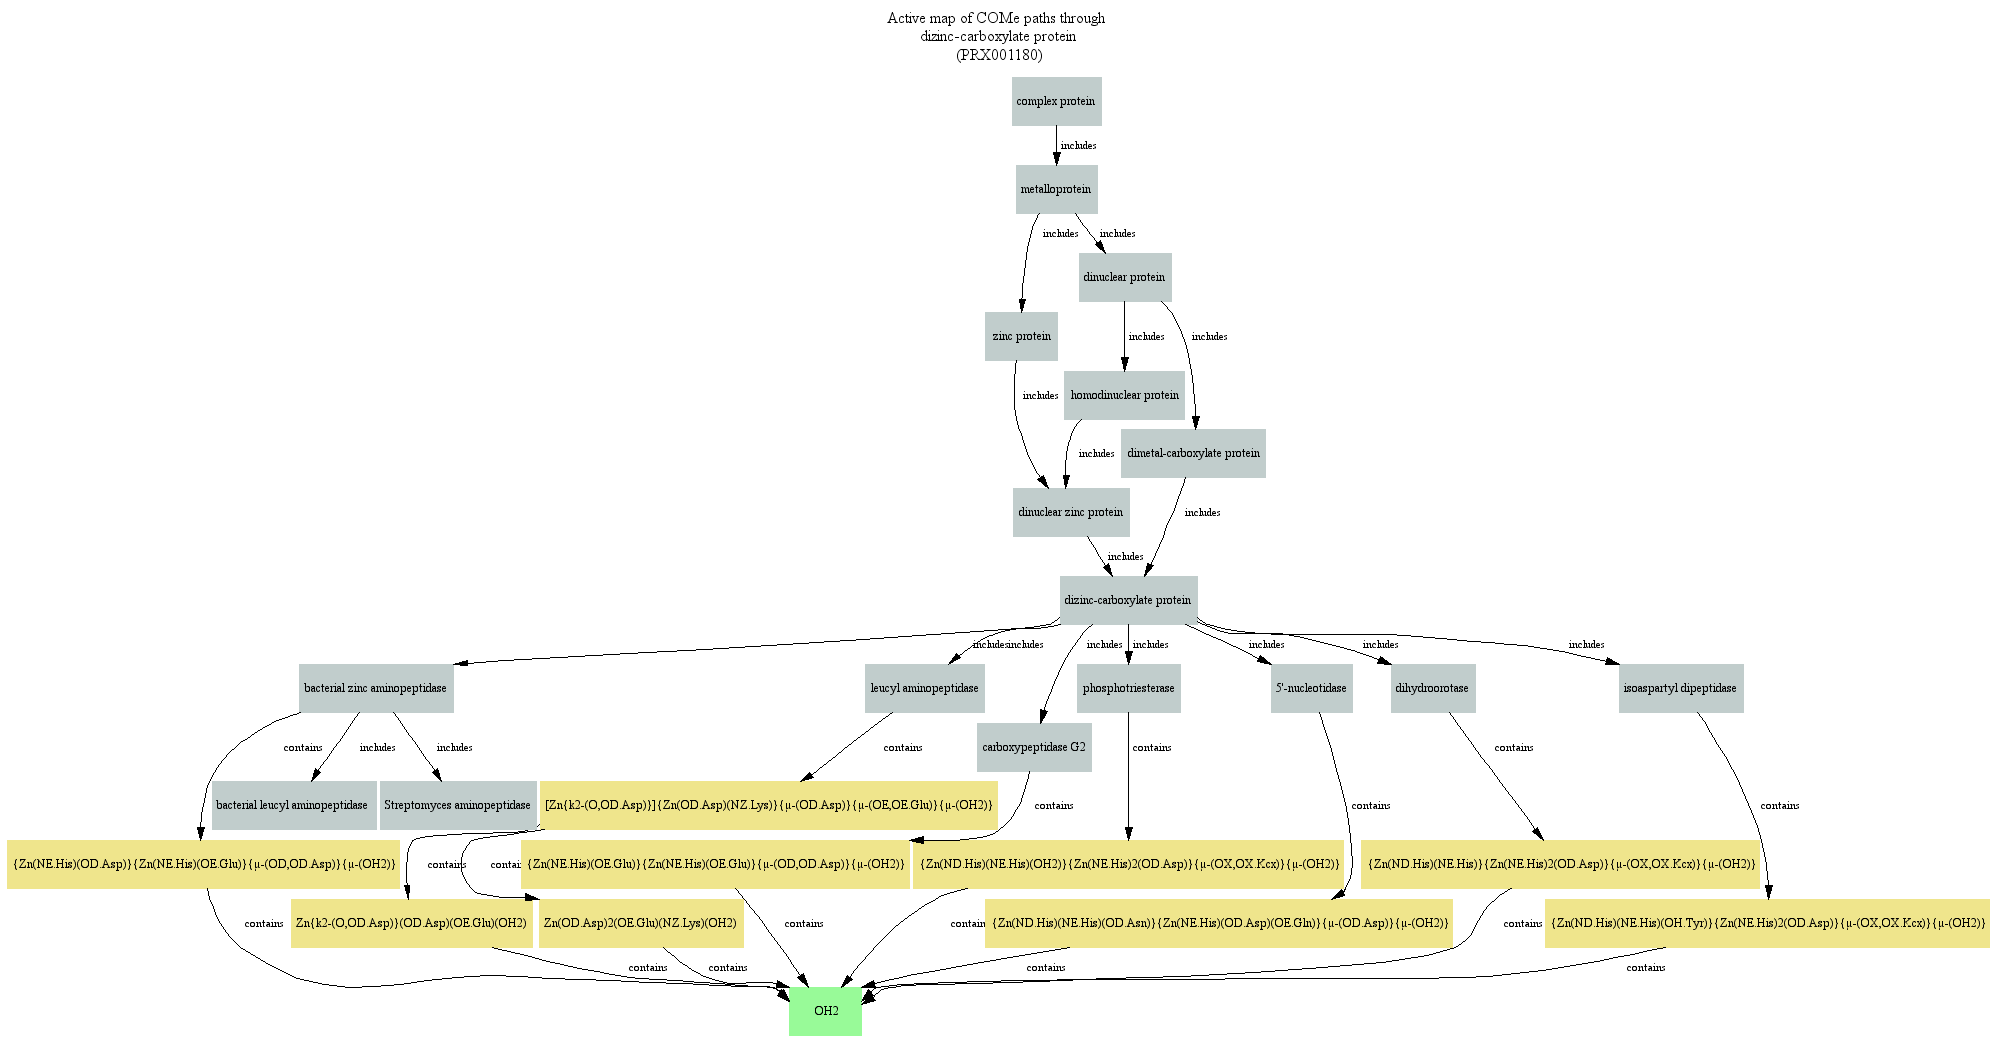 Active map of COMe paths through
dizinc-carboxylate protein
(PRX001180)
complex protein
includes
metalloprotein
includes
includes
dinuclear protein
zinc protein
includes
includes
homodinuclear protein
includes
includes
dimetal-carboxylate protein
dinuclear zinc protein
includes
includes
dizinc-carboxylate protein
includes
includes
includes
includes
includes
includes
includes
bacterial zinc aminopeptidase
leucyl aminopeptidase
phosphotriesterase
5'-nucleotidase
dihydroorotase
isoaspartyl dipeptidase
contains
includes
includes
contains
carboxypeptidase G2
contains
contains
bacterial leucyl aminopeptidase
Streptomyces aminopeptidase
[Zn{k2-(O,OD.Asp)}]{Zn(OD.Asp)(NZ.Lys)}{μ-(OD.Asp)}{μ-(OE,OE.Glu)}{μ-(OH2)}
contains
contains
contains
{Zn(NE.His)(OD.Asp)}{Zn(NE.His)(OE.Glu)}{μ-(OD,OD.Asp)}{μ-(OH2)}
contains
{Zn(NE.His)(OE.Glu)}{Zn(NE.His)(OE.Glu)}{μ-(OD,OD.Asp)}{μ-(OH2)}
{Zn(ND.His)(NE.His)(OH2)}{Zn(NE.His)2(OD.Asp)}{μ-(OX,OX.Kcx)}{μ-(OH2)}
{Zn(ND.His)(NE.His)}{Zn(NE.His)2(OD.Asp)}{μ-(OX,OX.Kcx)}{μ-(OH2)}
contains
Zn{k2-(O,OD.Asp)}(OD.Asp)(OE.Glu)(OH2)
Zn(OD.Asp)2(OE.Glu)(NZ.Lys)(OH2)
contains
{Zn(ND.His)(NE.His)(OD.Asn)}{Zn(NE.His)(OD.Asp)(OE.Gln)}{μ-(OD.Asp)}{μ-(OH2)}
contains
{Zn(ND.His)(NE.His)(OH.Tyr)}{Zn(NE.His)2(OD.Asp)}{μ-(OX,OX.Kcx)}{μ-(OH2)}
contains
contains
contains
contains
OH2